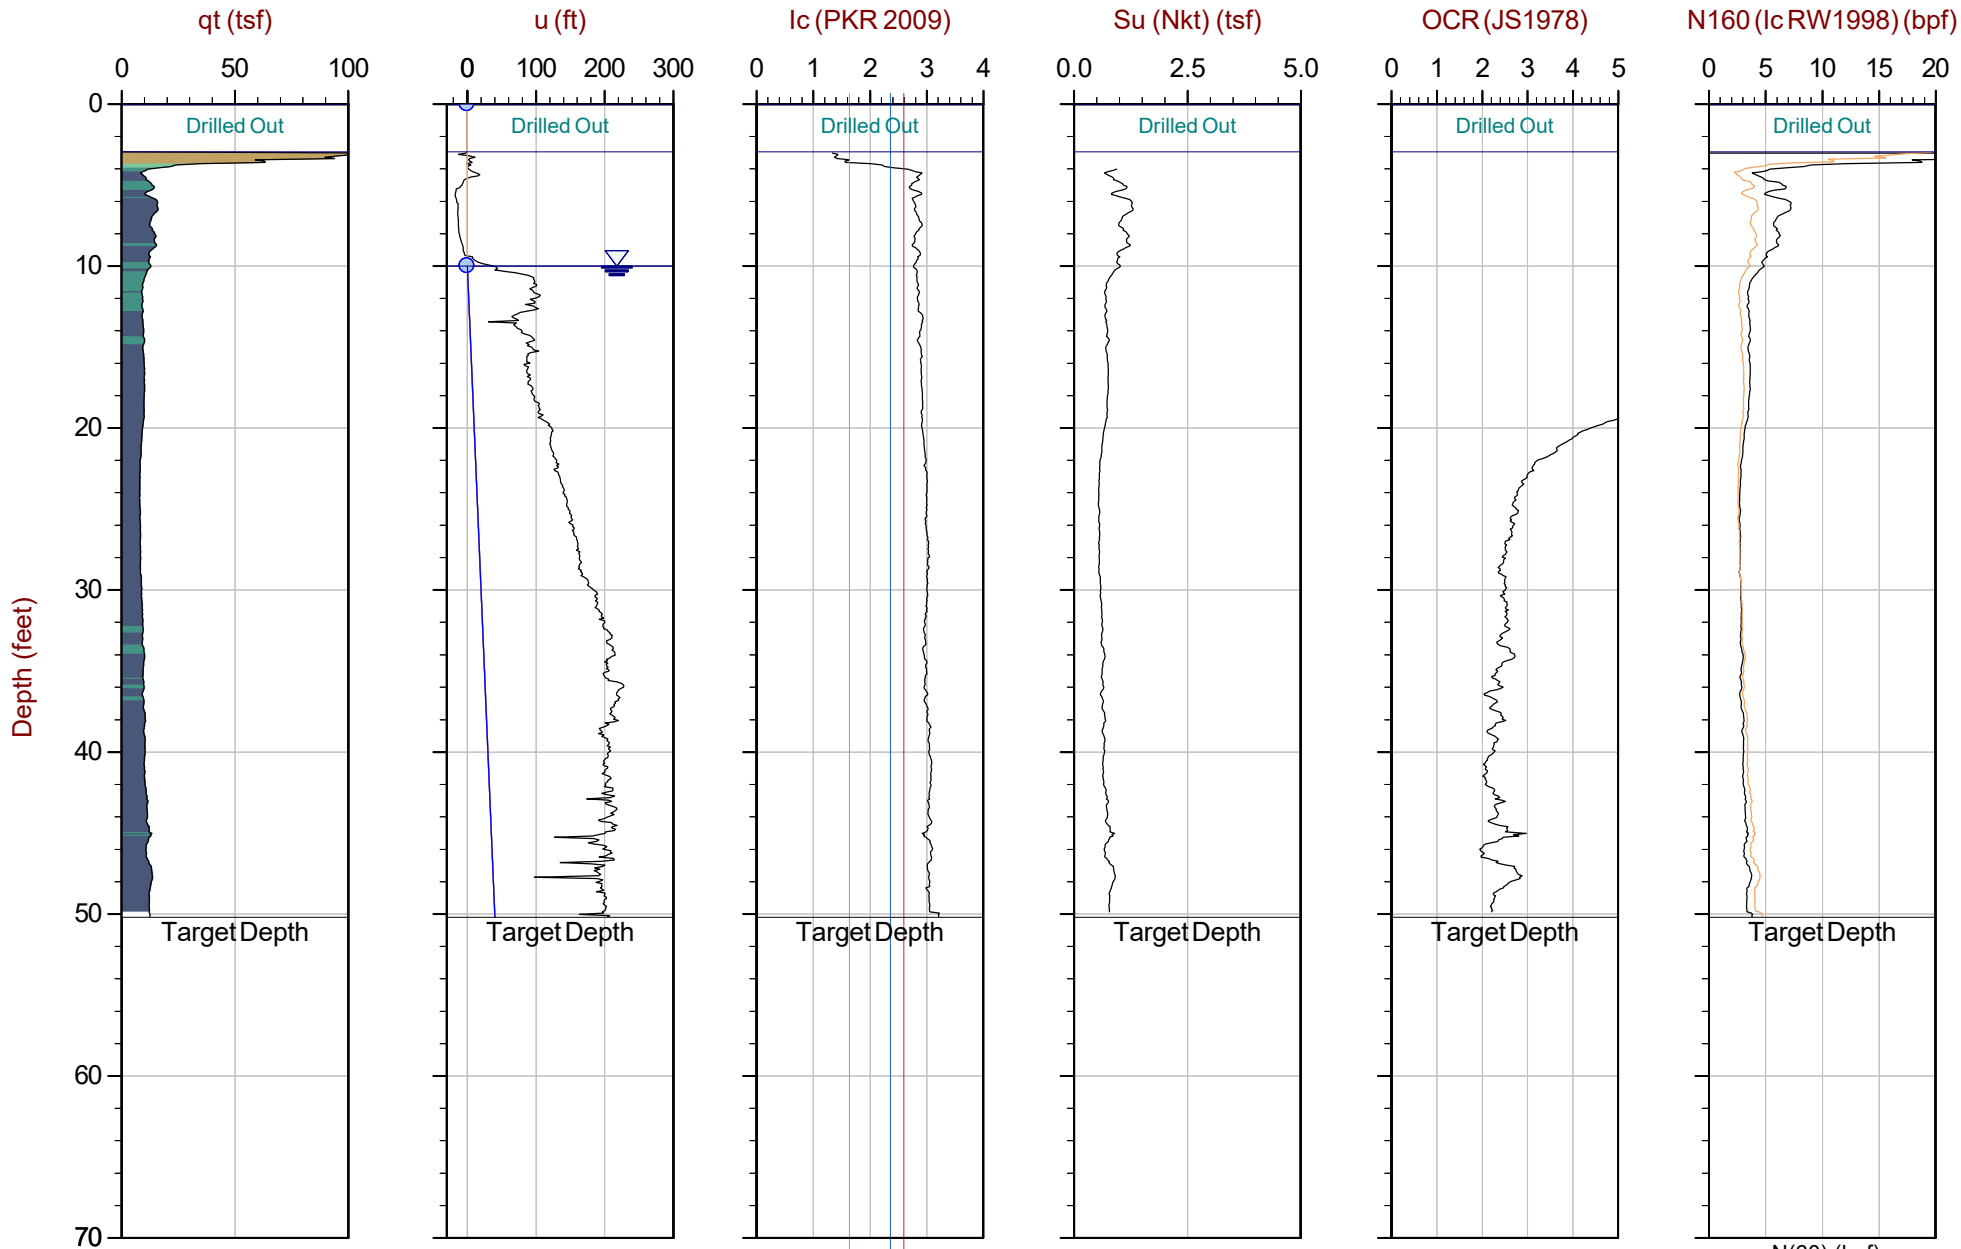 qt (tsf) u (ft) Ic (PKR 2009) Su (Nkt) (tsf) OCR (JS1978) N160 (Ic RW1998) (bpf)
0 50 100 0 100 200 300 0 1 2 3 4 0.0 2.5 5.0 0 1 2 3 4 5 0 5 10 15 20
0
Drilled Out Drilled Out Drilled Out Drilled Out Drilled Out Drilled Out
10
20
30
Depth (feet)
40
50
Target Depth Target Depth Target Depth Target Depth Target Depth Target Depth
60
70